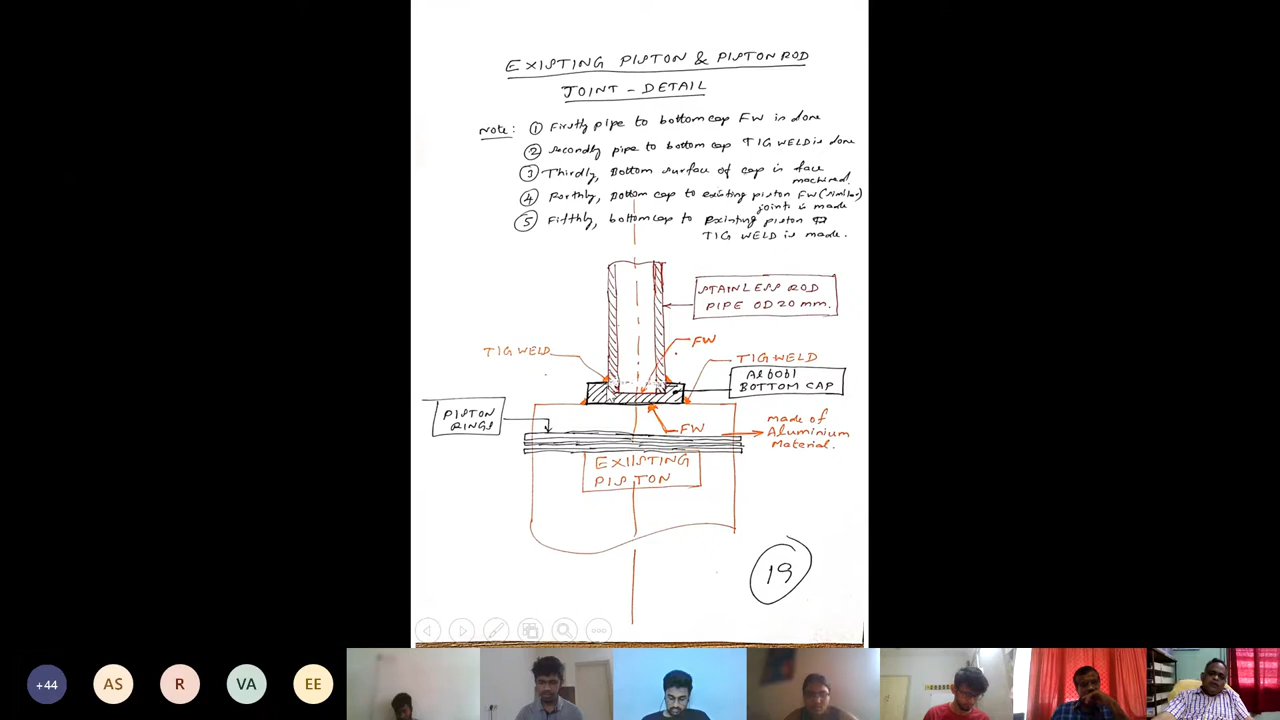 EXISTING PISTON & PISTON ROD
JOINT - DETAIL
Note: ① Firstly pipe to bottom cap FW is done
② Secondly pipe to bottom cap TIG WELD is done
③ Thirdly, Bottom surface of cap is face
machined.
④ Forthly, Bottom cap to existing piston FW (similar)
joint is made
⑤ Fifthly, bottom cap to Existing piston
TIG WELD is made.
STAINLESS ROD
PIPE OD 20 mm.
FW
TIG WELD
TIG WELD
Al 6061
BOTTOM CAP
PISTON
RINGS
FW
made of
Aluminium
Material.
EXIISTING
PISTON
19
+44
AS
R
VA
EE